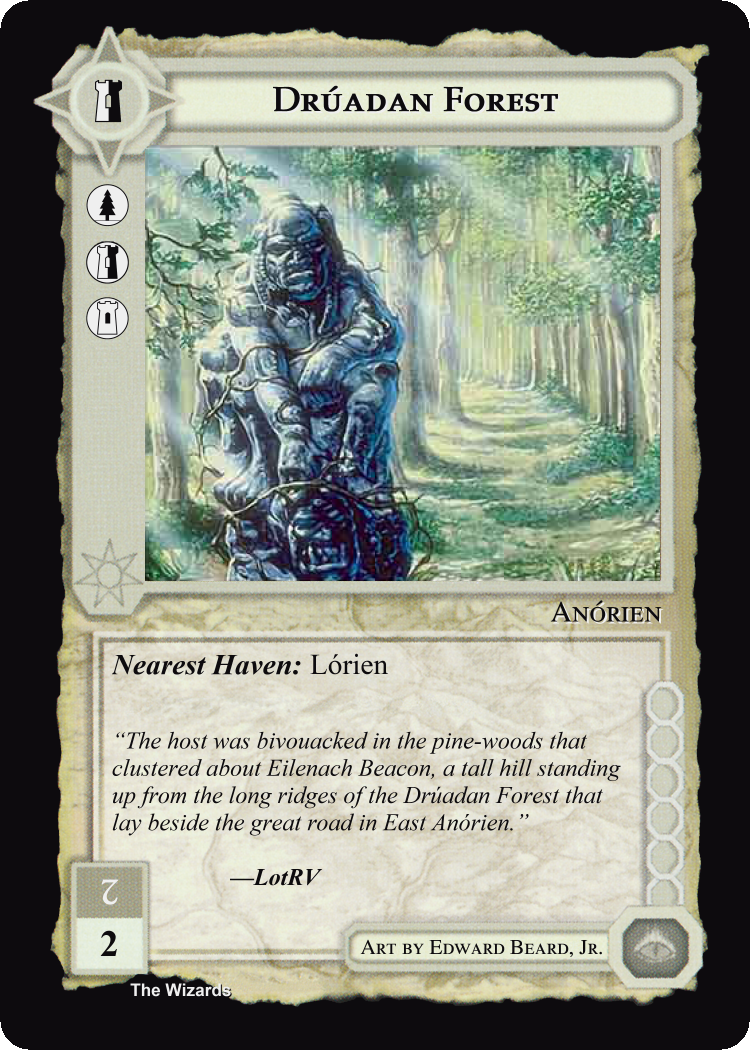 Drúadan Forest
Anórien
Nearest Haven: Lórien
“The host was bivouacked in the pine-woods that
clustered about Eilenach Beacon, a tall hill standing
up from the long ridges of the Drúadan Forest that
lay beside the great road in East Anórien.”
—LotRV
2
2
Art by Edward Beard, Jr.
The Wizards